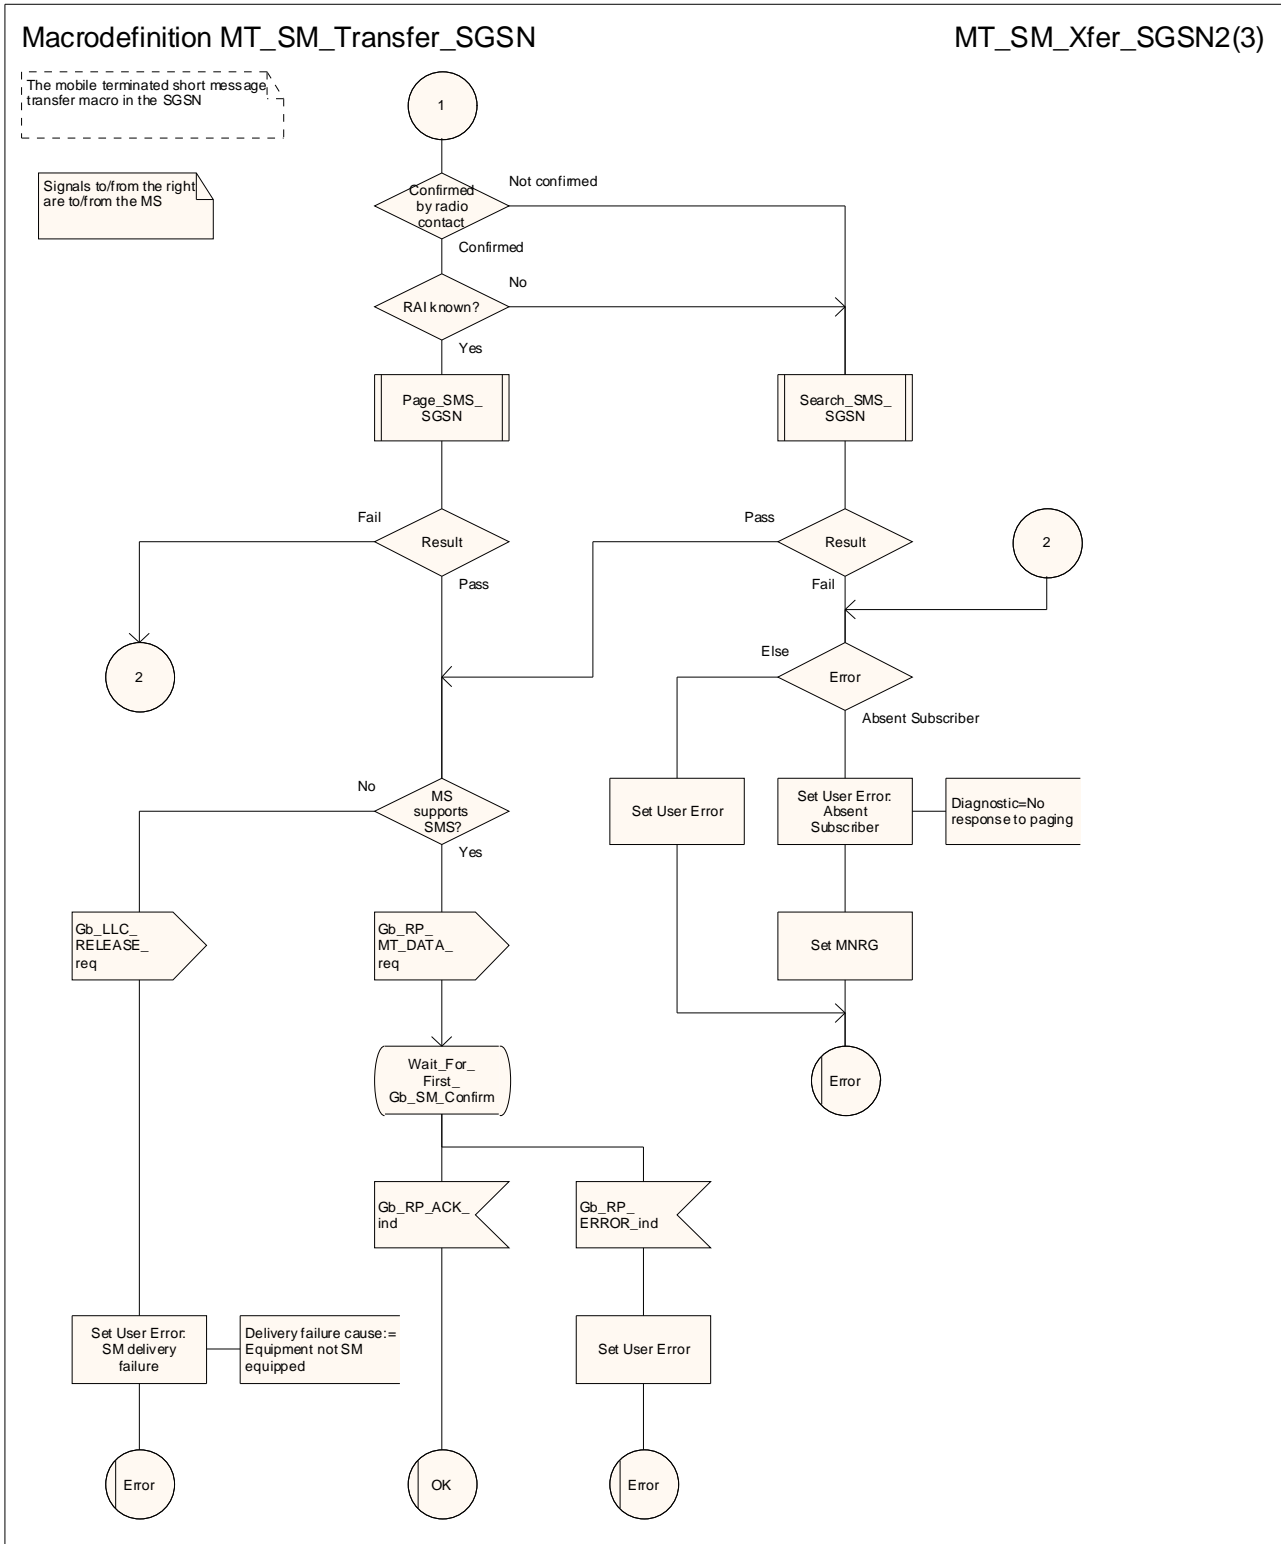 Macrodefinition MT_SM_Transfer_SGSN
MT_SM_Xfer_SGSN2(3)
The mobile terminated short message
transfer macro in the SGSN
1
Signals to/from the right
are to/from the MS
Confirmed
by radio
contact
Not confirmed
Confirmed
RAI known?
No
Yes
Page_SMS_
SGSN
Search_SMS_
SGSN
Fail
Result
Pass
Pass
Result
Fail
2
2
Else
Error
Absent Subscriber
No
MS
supports
SMS?
Yes
Set User Error
Set User Error:
Absent
Subscriber
Diagnostic=No
response to paging
Gb_LLC_
RELEASE_
req
Gb_RP_
MT_DATA_
req
Set MNRG
Wait_For_
First_
Gb_SM_Confirm
Error
Gb_RP_ACK_
ind
Gb_RP_
ERROR_ind
Set User Error:
SM delivery
failure
Delivery failure cause:=
Equipment not SM
equipped
Set User Error
Error
OK
Error